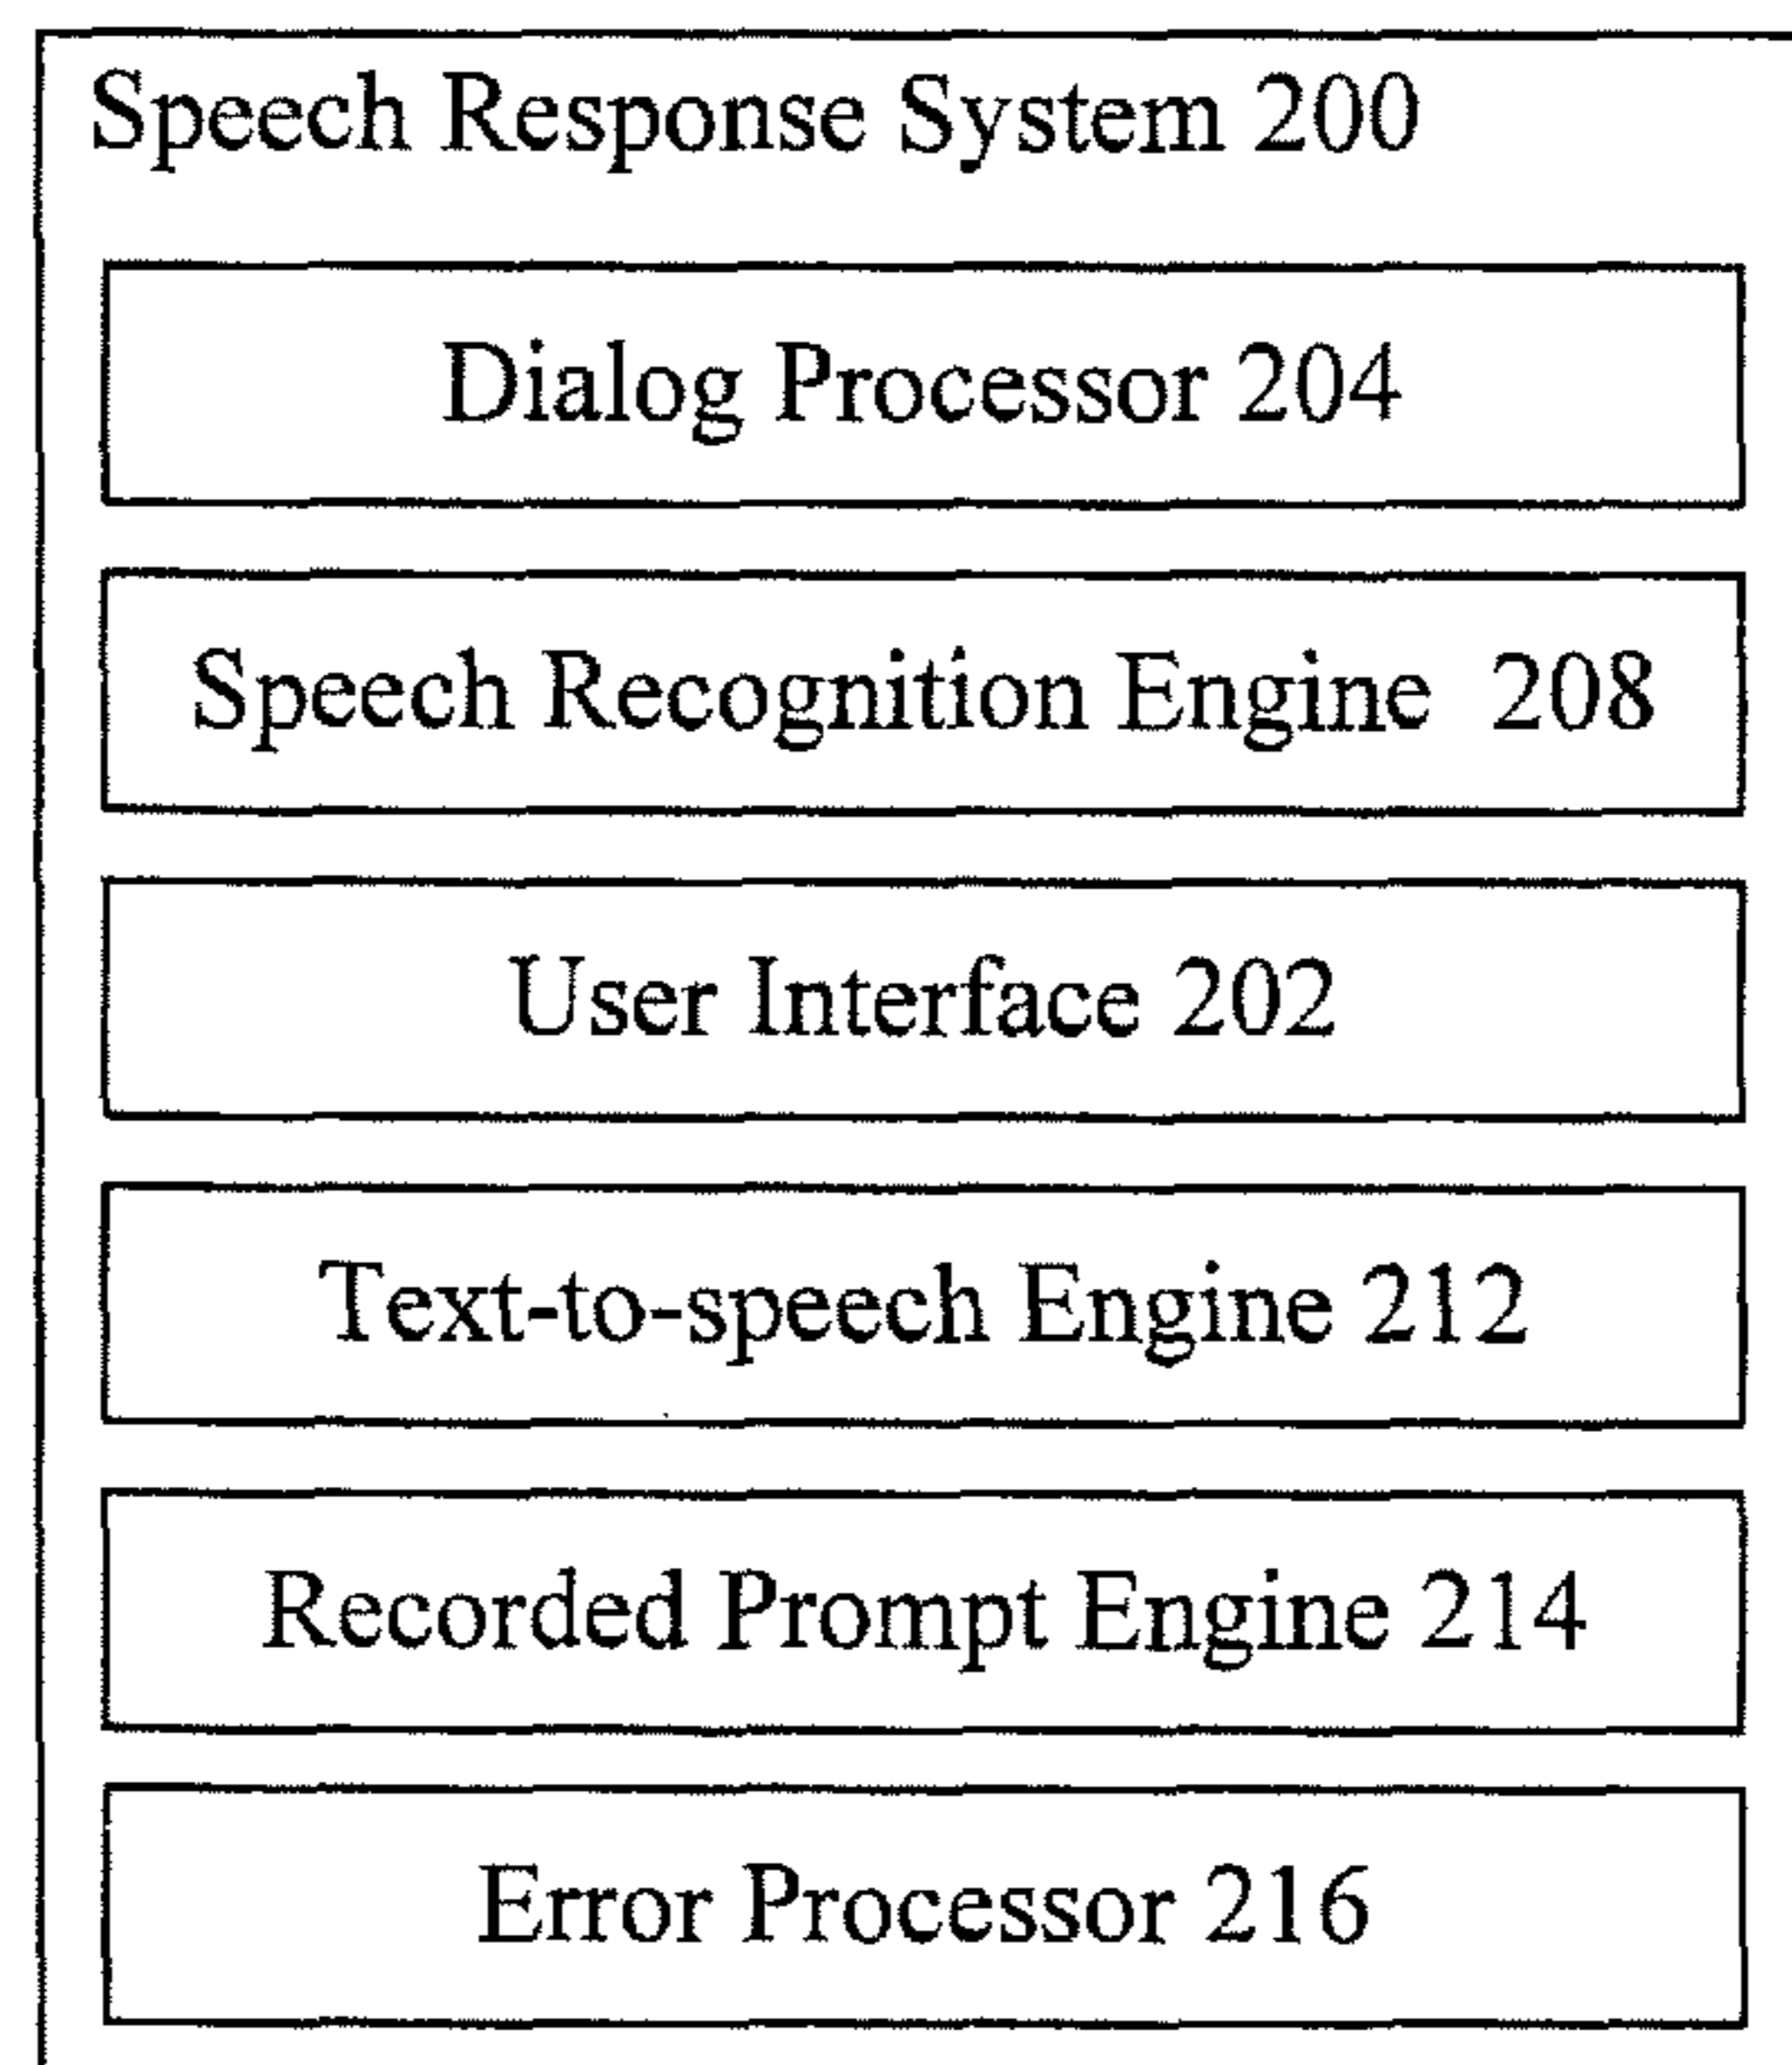 Speech Response System 200
Dialog Processor 204
Speech Recognition Engine 208
User Interface 202
Text-to-speech Engine 212
Recorded Prompt Engine 214
Error Processor 216